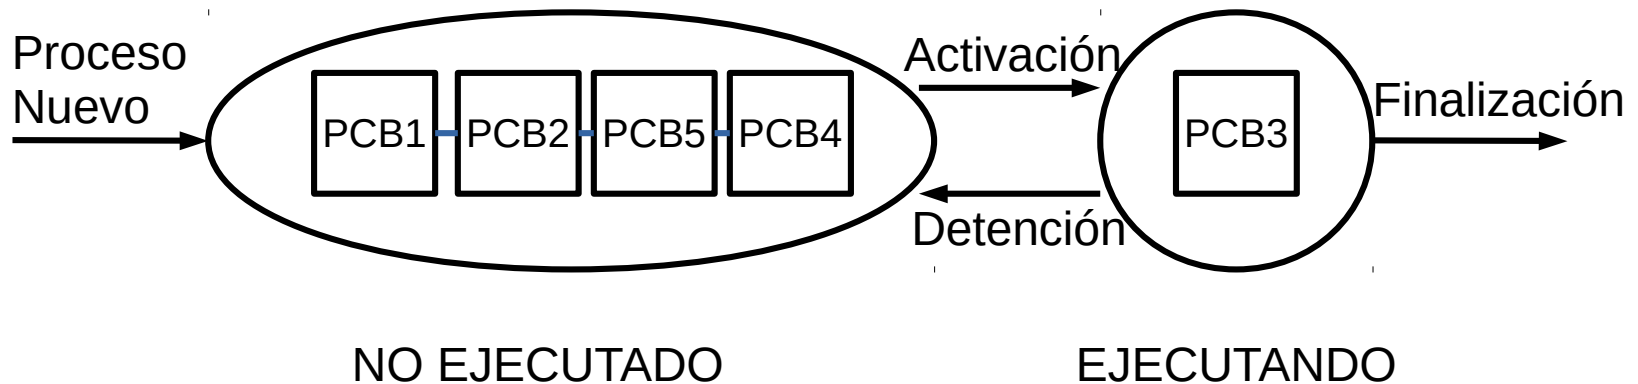 Proceso
Nuevo
PCB1
PCB2
PCB5
PCB4
Activación
Detención
PCB3
Finalización
NO EJECUTADO
EJECUTANDO